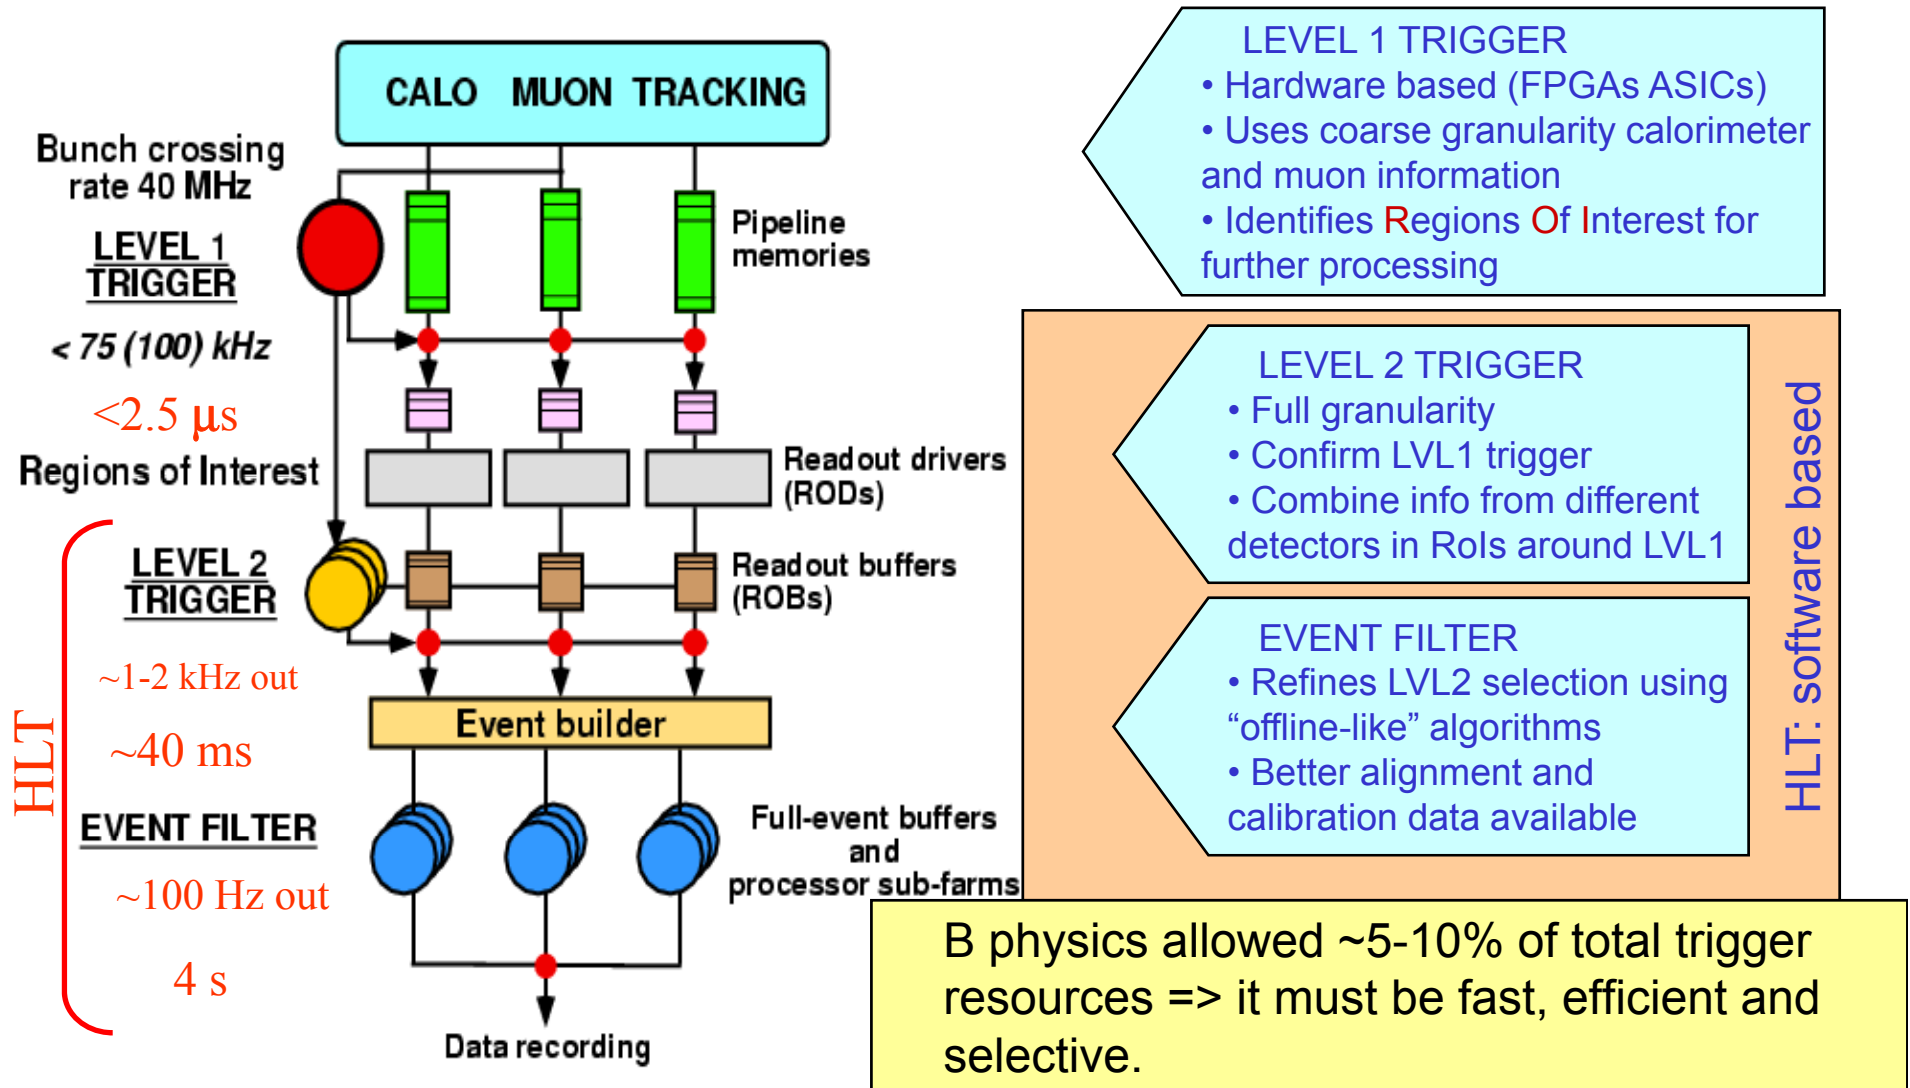 CALO MUON TRACKING
Bunch crossing
rate 40 MHz
LEVEL 1
TRIGGER
< 75 (100) kHz
<2.5 μs
Regions of Interest
Pipeline
memories
Readout drivers
(RODs)
HLT
LEVEL 2
TRIGGER
~1-2 kHz out
~40 ms
Readout buffers
(ROBs)
Event builder
EVENT FILTER
~100 Hz out
4 s
Full-event buffers
and
processor sub-farms
Data recording
LEVEL 1 TRIGGER
• Hardware based (FPGAs ASICs)
• Uses coarse granularity calorimeter
and muon information
• Identifies Regions Of Interest for
further processing
LEVEL 2 TRIGGER
• Full granularity
• Confirm LVL1 trigger
• Combine info from different
detectors in RoIs around LVL1
EVENT FILTER
• Refines LVL2 selection using
“offline-like” algorithms
• Better alignment and
calibration data available
HLT: software based
B physics allowed ~5-10% of total trigger
resources => it must be fast, efficient and
selective.